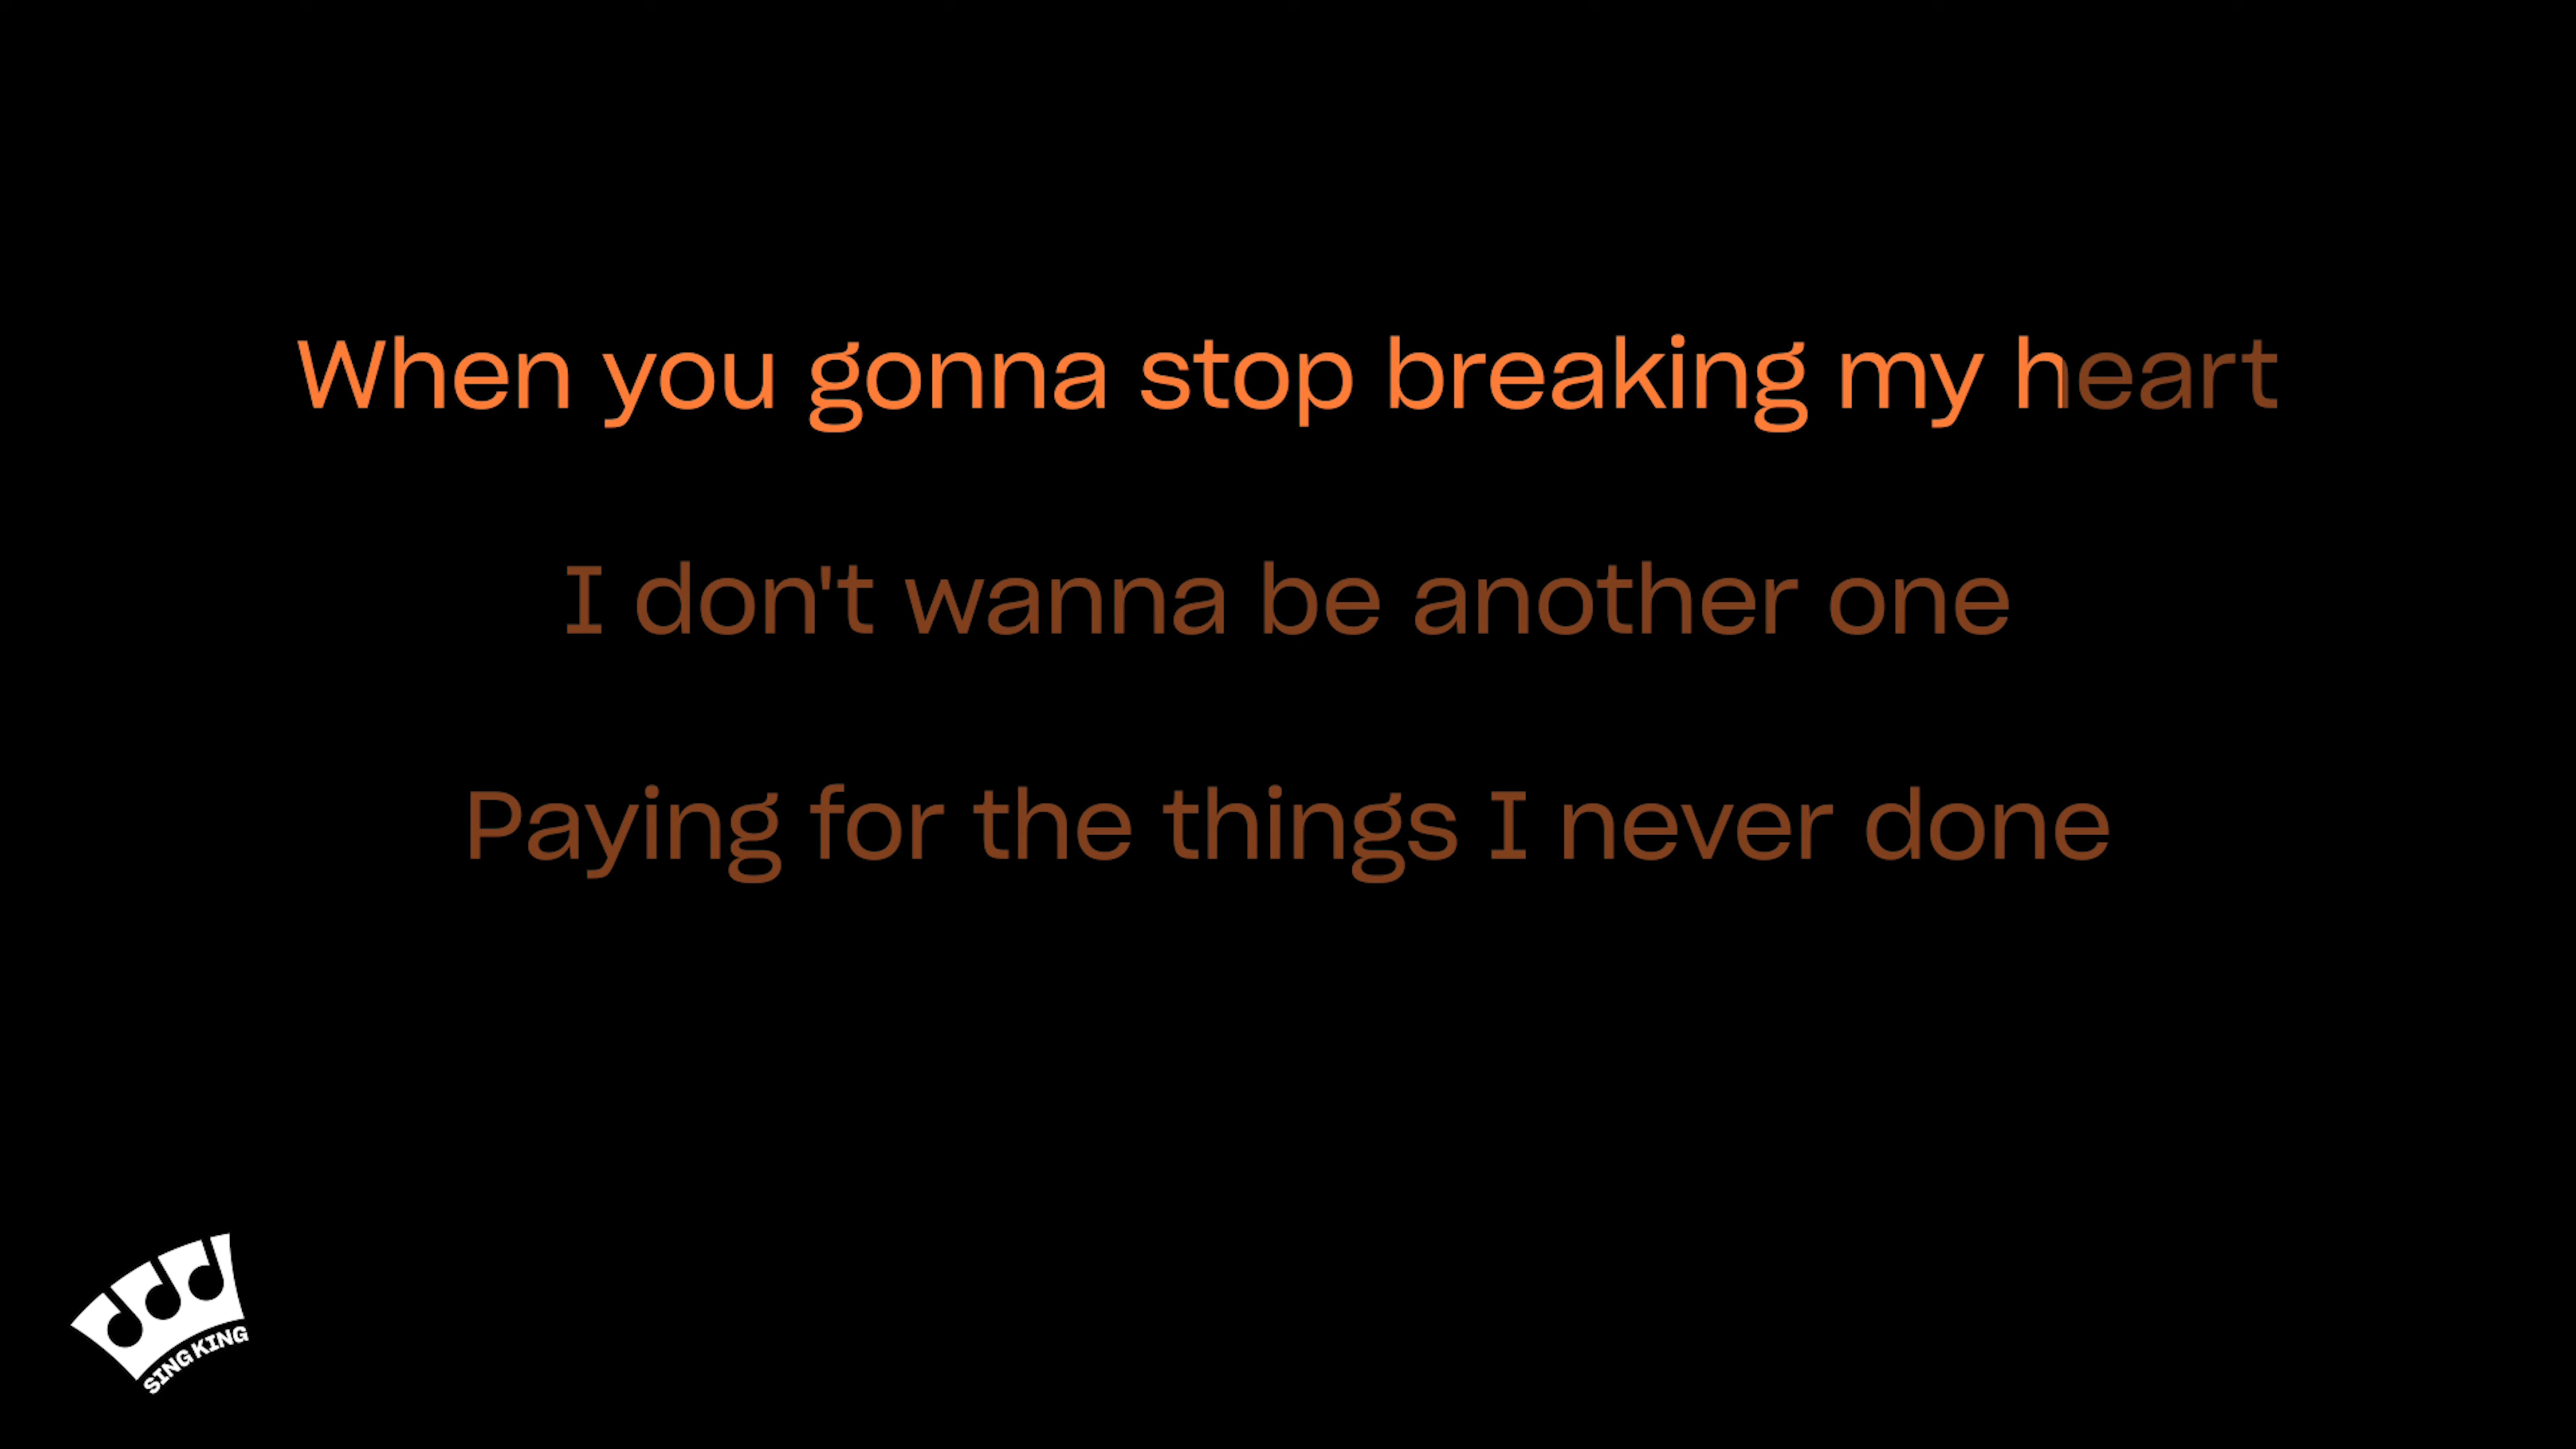 When you gonna stop breaking my heart
I don't wanna be another one
Paying for the things I never done
SING KING